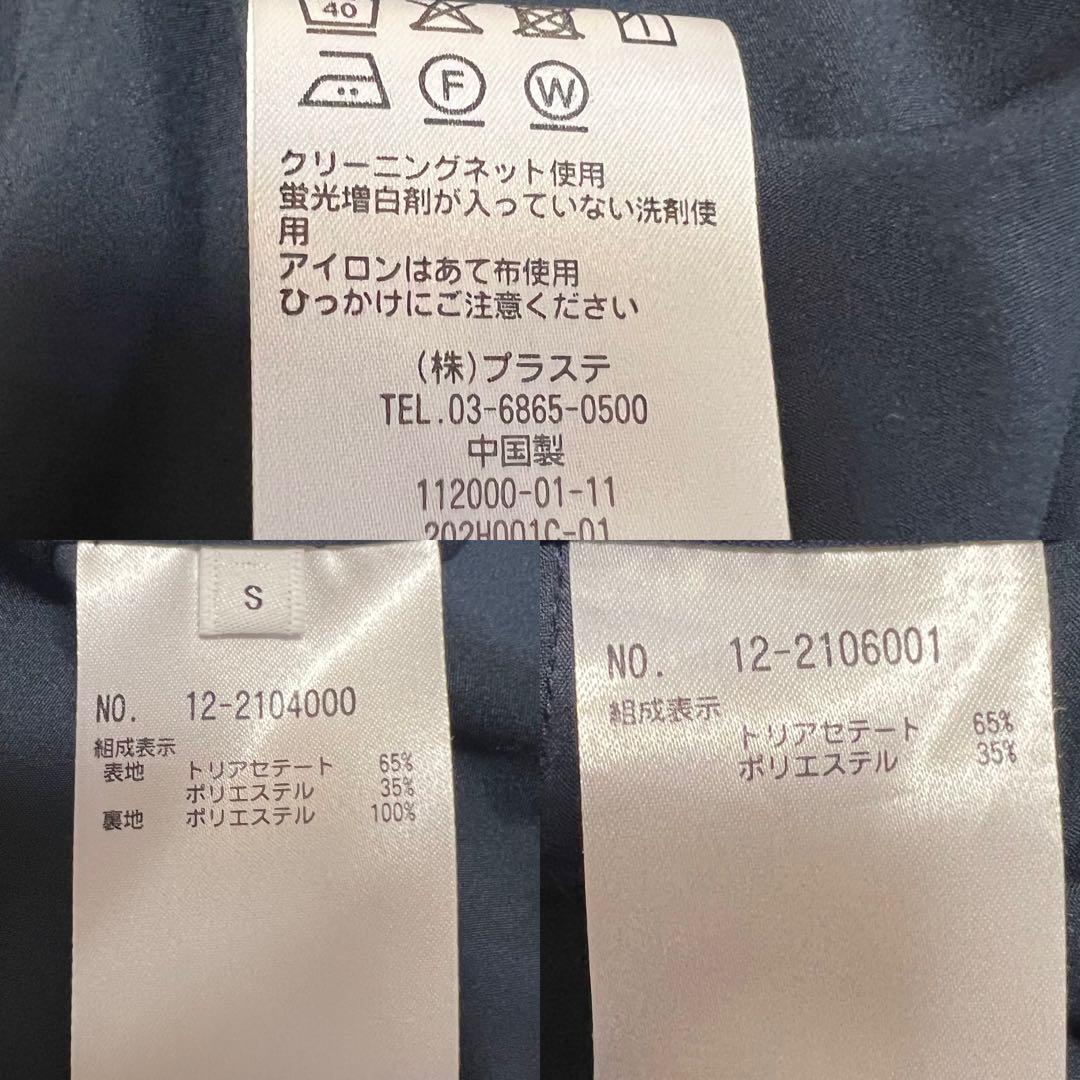 40
F
W
クリーニングネット使用
蛍光増白剤が入っていない洗剤使
用
アイロンはあて布使用
ひっかけにご注意ください
(株)プラステ
TEL.03-6865-0500
中国製
112000-01-11
202H001C-01
S
NO. 12-2104000
組成表示
表地 トリアセテート 65%
ポリエステル 35%
裏地 ポリエステル 100%
NO. 12-2106001
組成表示
トリアセテート 65%
ポリエステル 35%